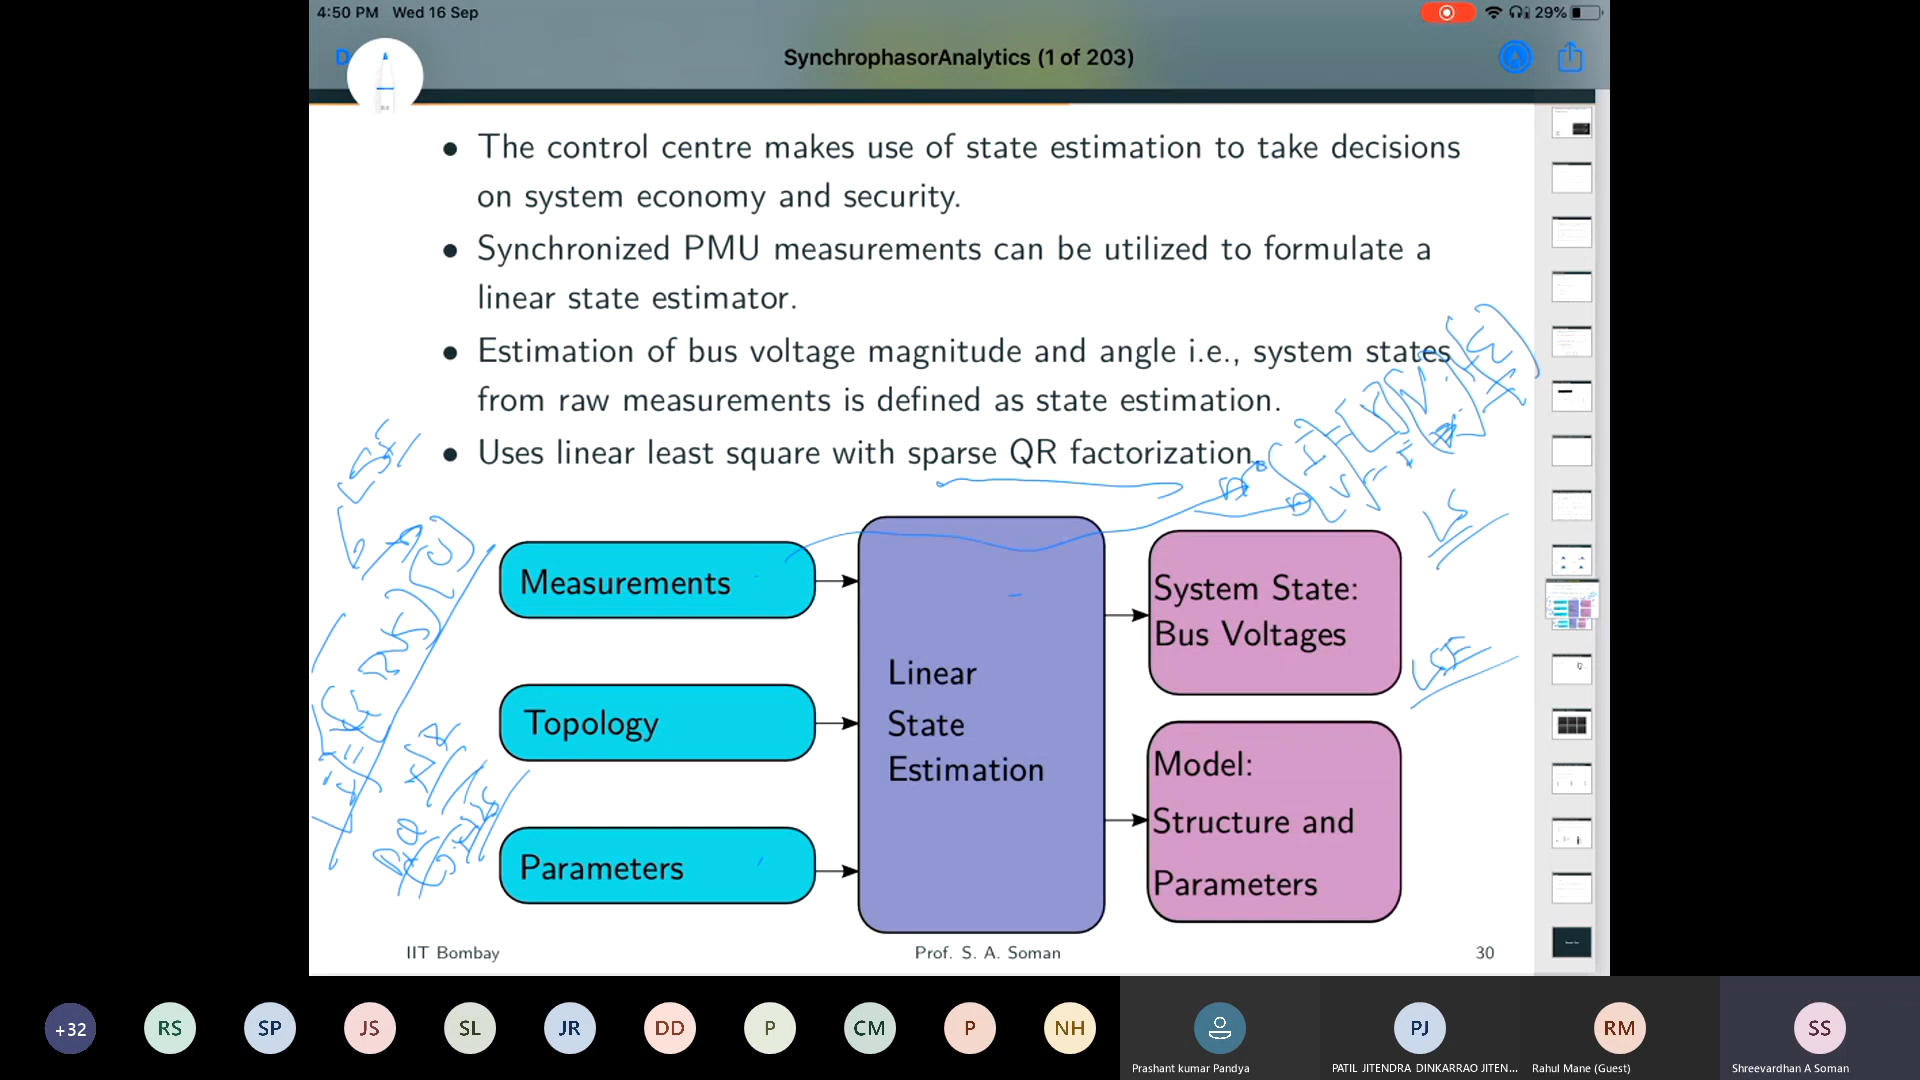 4:50 PM Wed 16 Sep
29%
SynchrophasorAnalytics (1 of 203)
• The control centre makes use of state estimation to take decisions
on system economy and security.
• Synchronized PMU measurements can be utilized to formulate a
linear state estimator.
• Estimation of bus voltage magnitude and angle i.e., system states
from raw measurements is defined as state estimation.
• Uses linear least square with sparse QR factorization.
Measurements
Topology
Parameters
Linear
State
Estimation
System State:
Bus Voltages
Model:
Structure and
Parameters
LS
LSE
IIT Bombay
Prof. S. A. Soman
30
+32
RS
SP
JS
SL
JR
DD
P
CM
P
NH
Prashant kumar Pandya
PJ
PATIL JITENDRA DINKARRAO JITEN...
RM
Rahul Mane (Guest)
SS
Shreevardhan A Soman